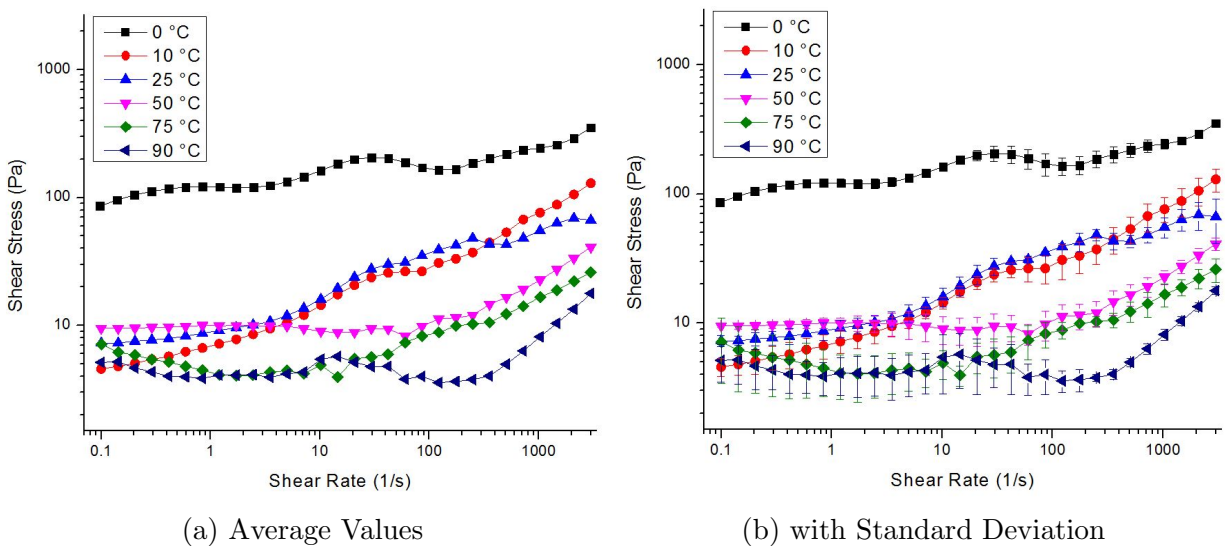 0 °C
10 °C
25 °C
50 °C
75 °C
90 °C
1000
100
10
Shear Stress (Pa)
0.1 1 10 100 1000
Shear Rate (1/s)
(a) Average Values
0 °C
10 °C
25 °C
50 °C
75 °C
90 °C
1000
100
10
Shear Stress (Pa)
0.1 1 10 100 1000
Shear Rate (1/s)
(b) with Standard Deviation